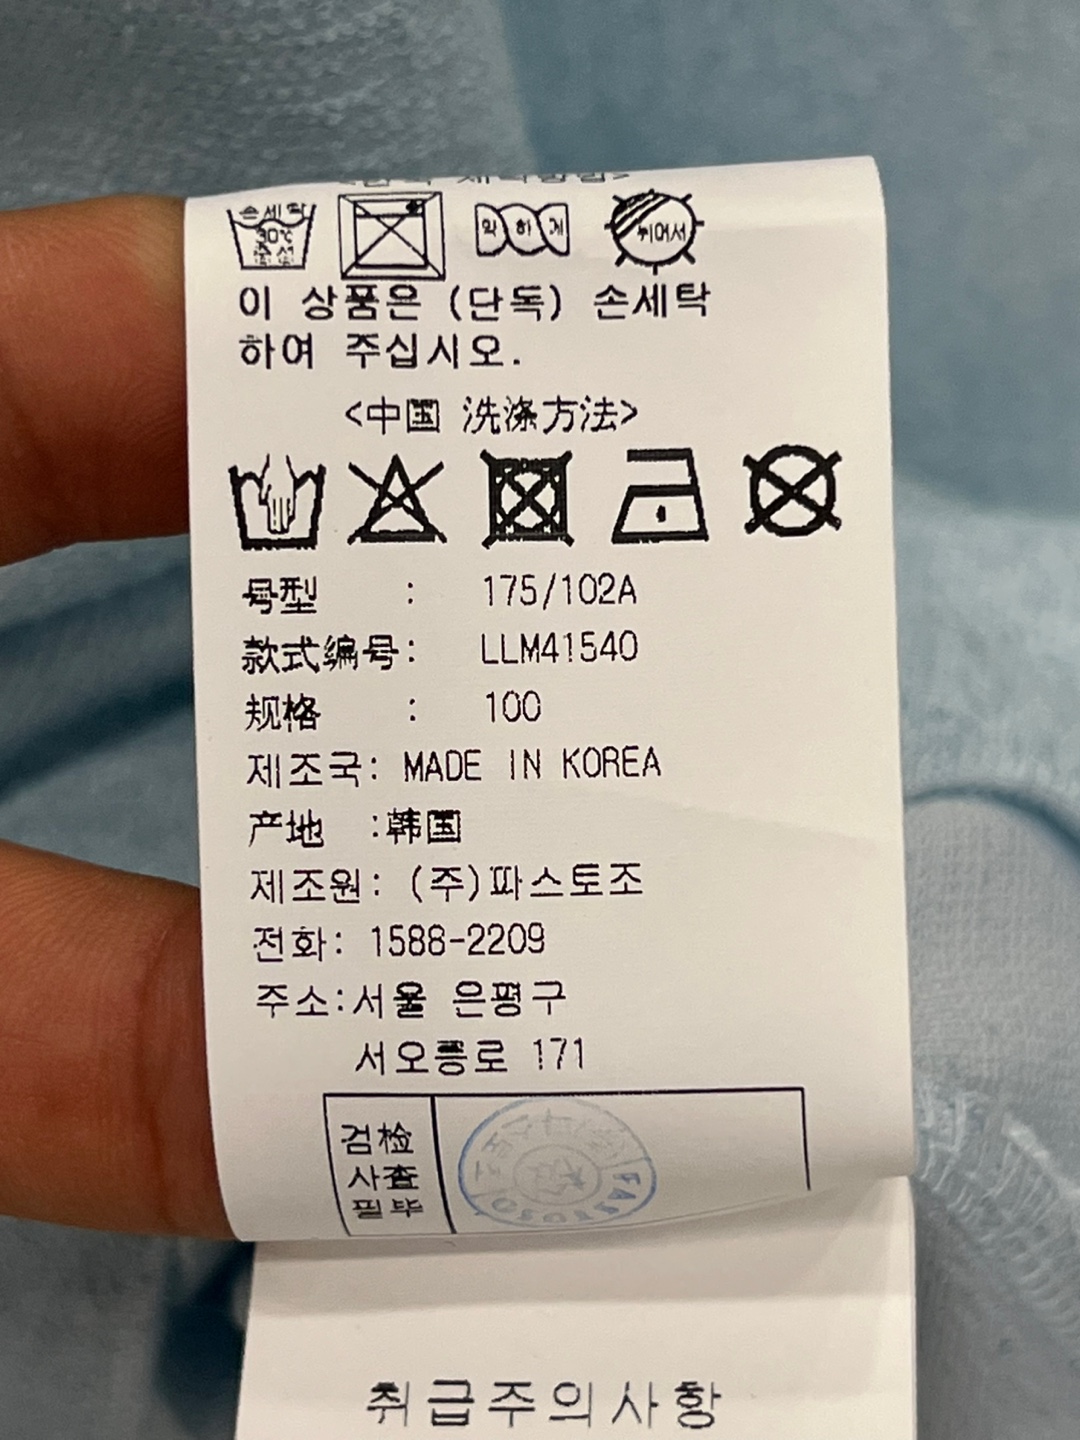 손세탁
30℃
중성
약하게
뉘어서
이 상품은 (단독) 손세탁
하여 주십시오.
<中国 洗涤方法>
号型 : 175/102A
款式编号: LLM41540
规格 : 100
제조국: MADE IN KOREA
产地 :韩国
제조원: (주)파스토조
전화: 1588-2209
주소:서울 은평구
서오릉로 171
검检
사査
필畢
FASTOSO
취급주의사항